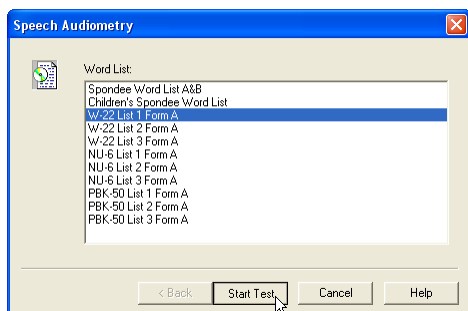 Speech Audiometry
Word List:
Spondee Word List A&B
Children's Spondee Word List
W-22 List 1 Form A
W-22 List 2 Form A
W-22 List 3 Form A
NU-6 List 1 Form A
NU-6 List 2 Form A
NU-6 List 3 Form A
PBK-50 List 1 Form A
PBK-50 List 2 Form A
PBK-50 List 3 Form A
< Back Start Test Cancel Help